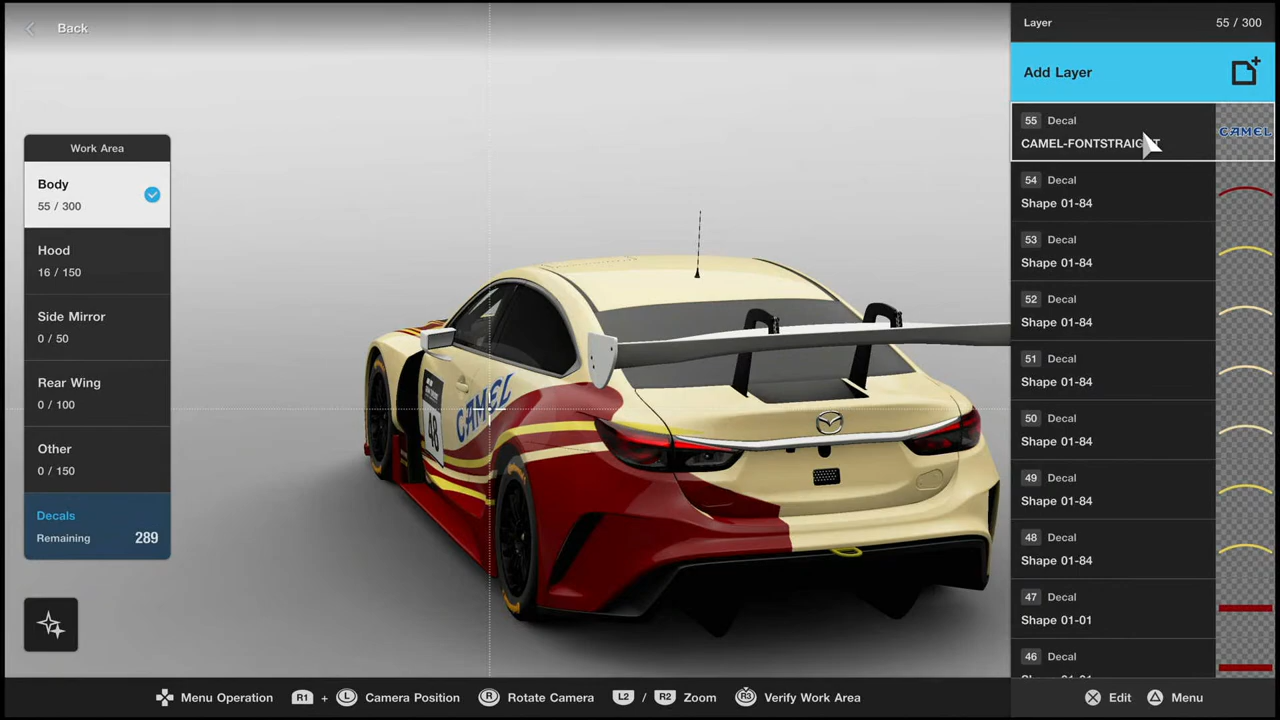 Back
Layer 55 / 300
Add Layer
55 Decal
CAMEL-FONTSTRAIGHT
CAMEL
54 Decal
Shape 01-84
53 Decal
Shape 01-84
52 Decal
Shape 01-84
51 Decal
Shape 01-84
50 Decal
Shape 01-84
49 Decal
Shape 01-84
48 Decal
Shape 01-84
47 Decal
Shape 01-01
46 Decal
Work Area
Body
55 / 300
Hood
16 / 150
Side Mirror
0 / 50
Rear Wing
0 / 100
Other
0 / 150
Decals
Remaining 289
CAMEL
48
Menu Operation R1 + L Camera Position R Rotate Camera L2 / R2 Zoom R3 Verify Work Area Edit Menu